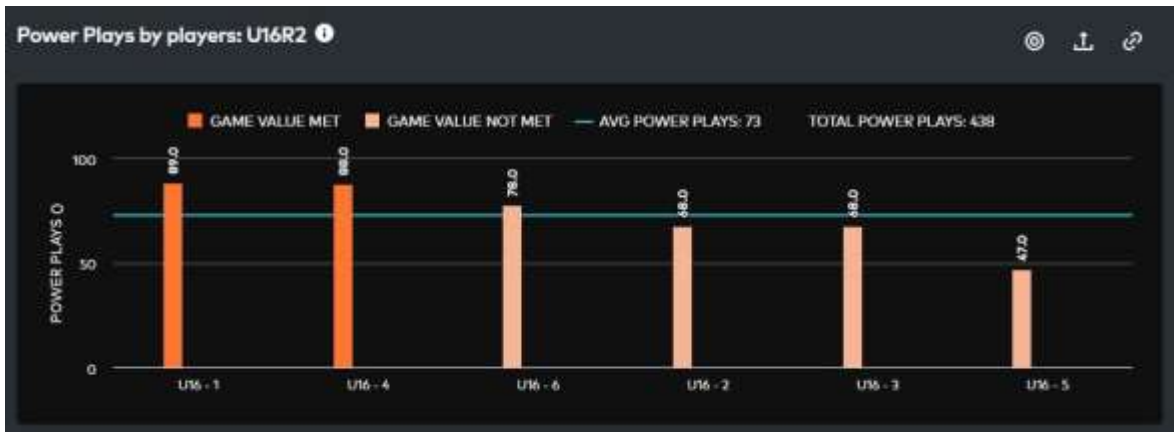 Power Plays by players: U16R2
GAME VALUE MET
GAME VALUE NOT MET
AVG POWER PLAYS: 73
TOTAL POWER PLAYS: 438
POWER PLAYS ()
100
50
0
89.0
88.0
78.0
68.0
68.0
47.0
U16 - 1
U16 - 4
U16 - 6
U16 - 2
U16 - 3
U16 - 5